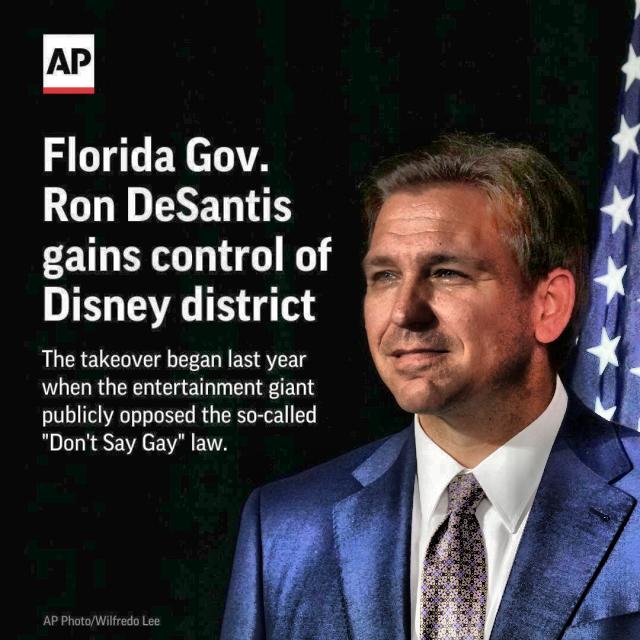 AP
Florida Gov.
Ron DeSantis
gains control of
Disney district
The takeover began last year
when the entertainment giant
publicly opposed the so-called
"Don't Say Gay" law.
AP Photo/Wilfredo Lee